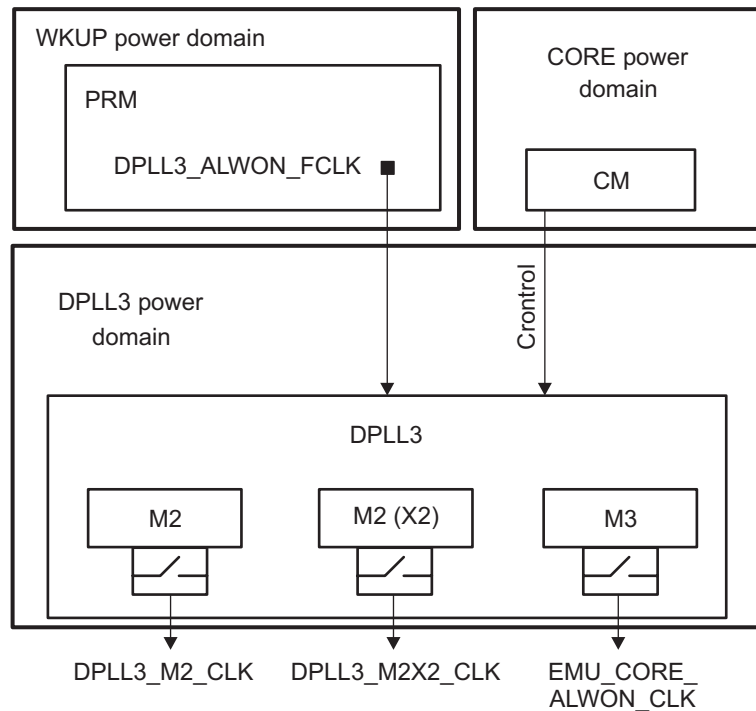 WKUP power domain
PRM
DPLL3_ALWON_FCLK
CORE power
domain
CM
DPLL3 power
domain
Crontrol
DPLL3
M2
M2 (X2)
M3
DPLL3_M2_CLK
DPLL3_M2X2_CLK
EMU_CORE_
ALWON_CLK